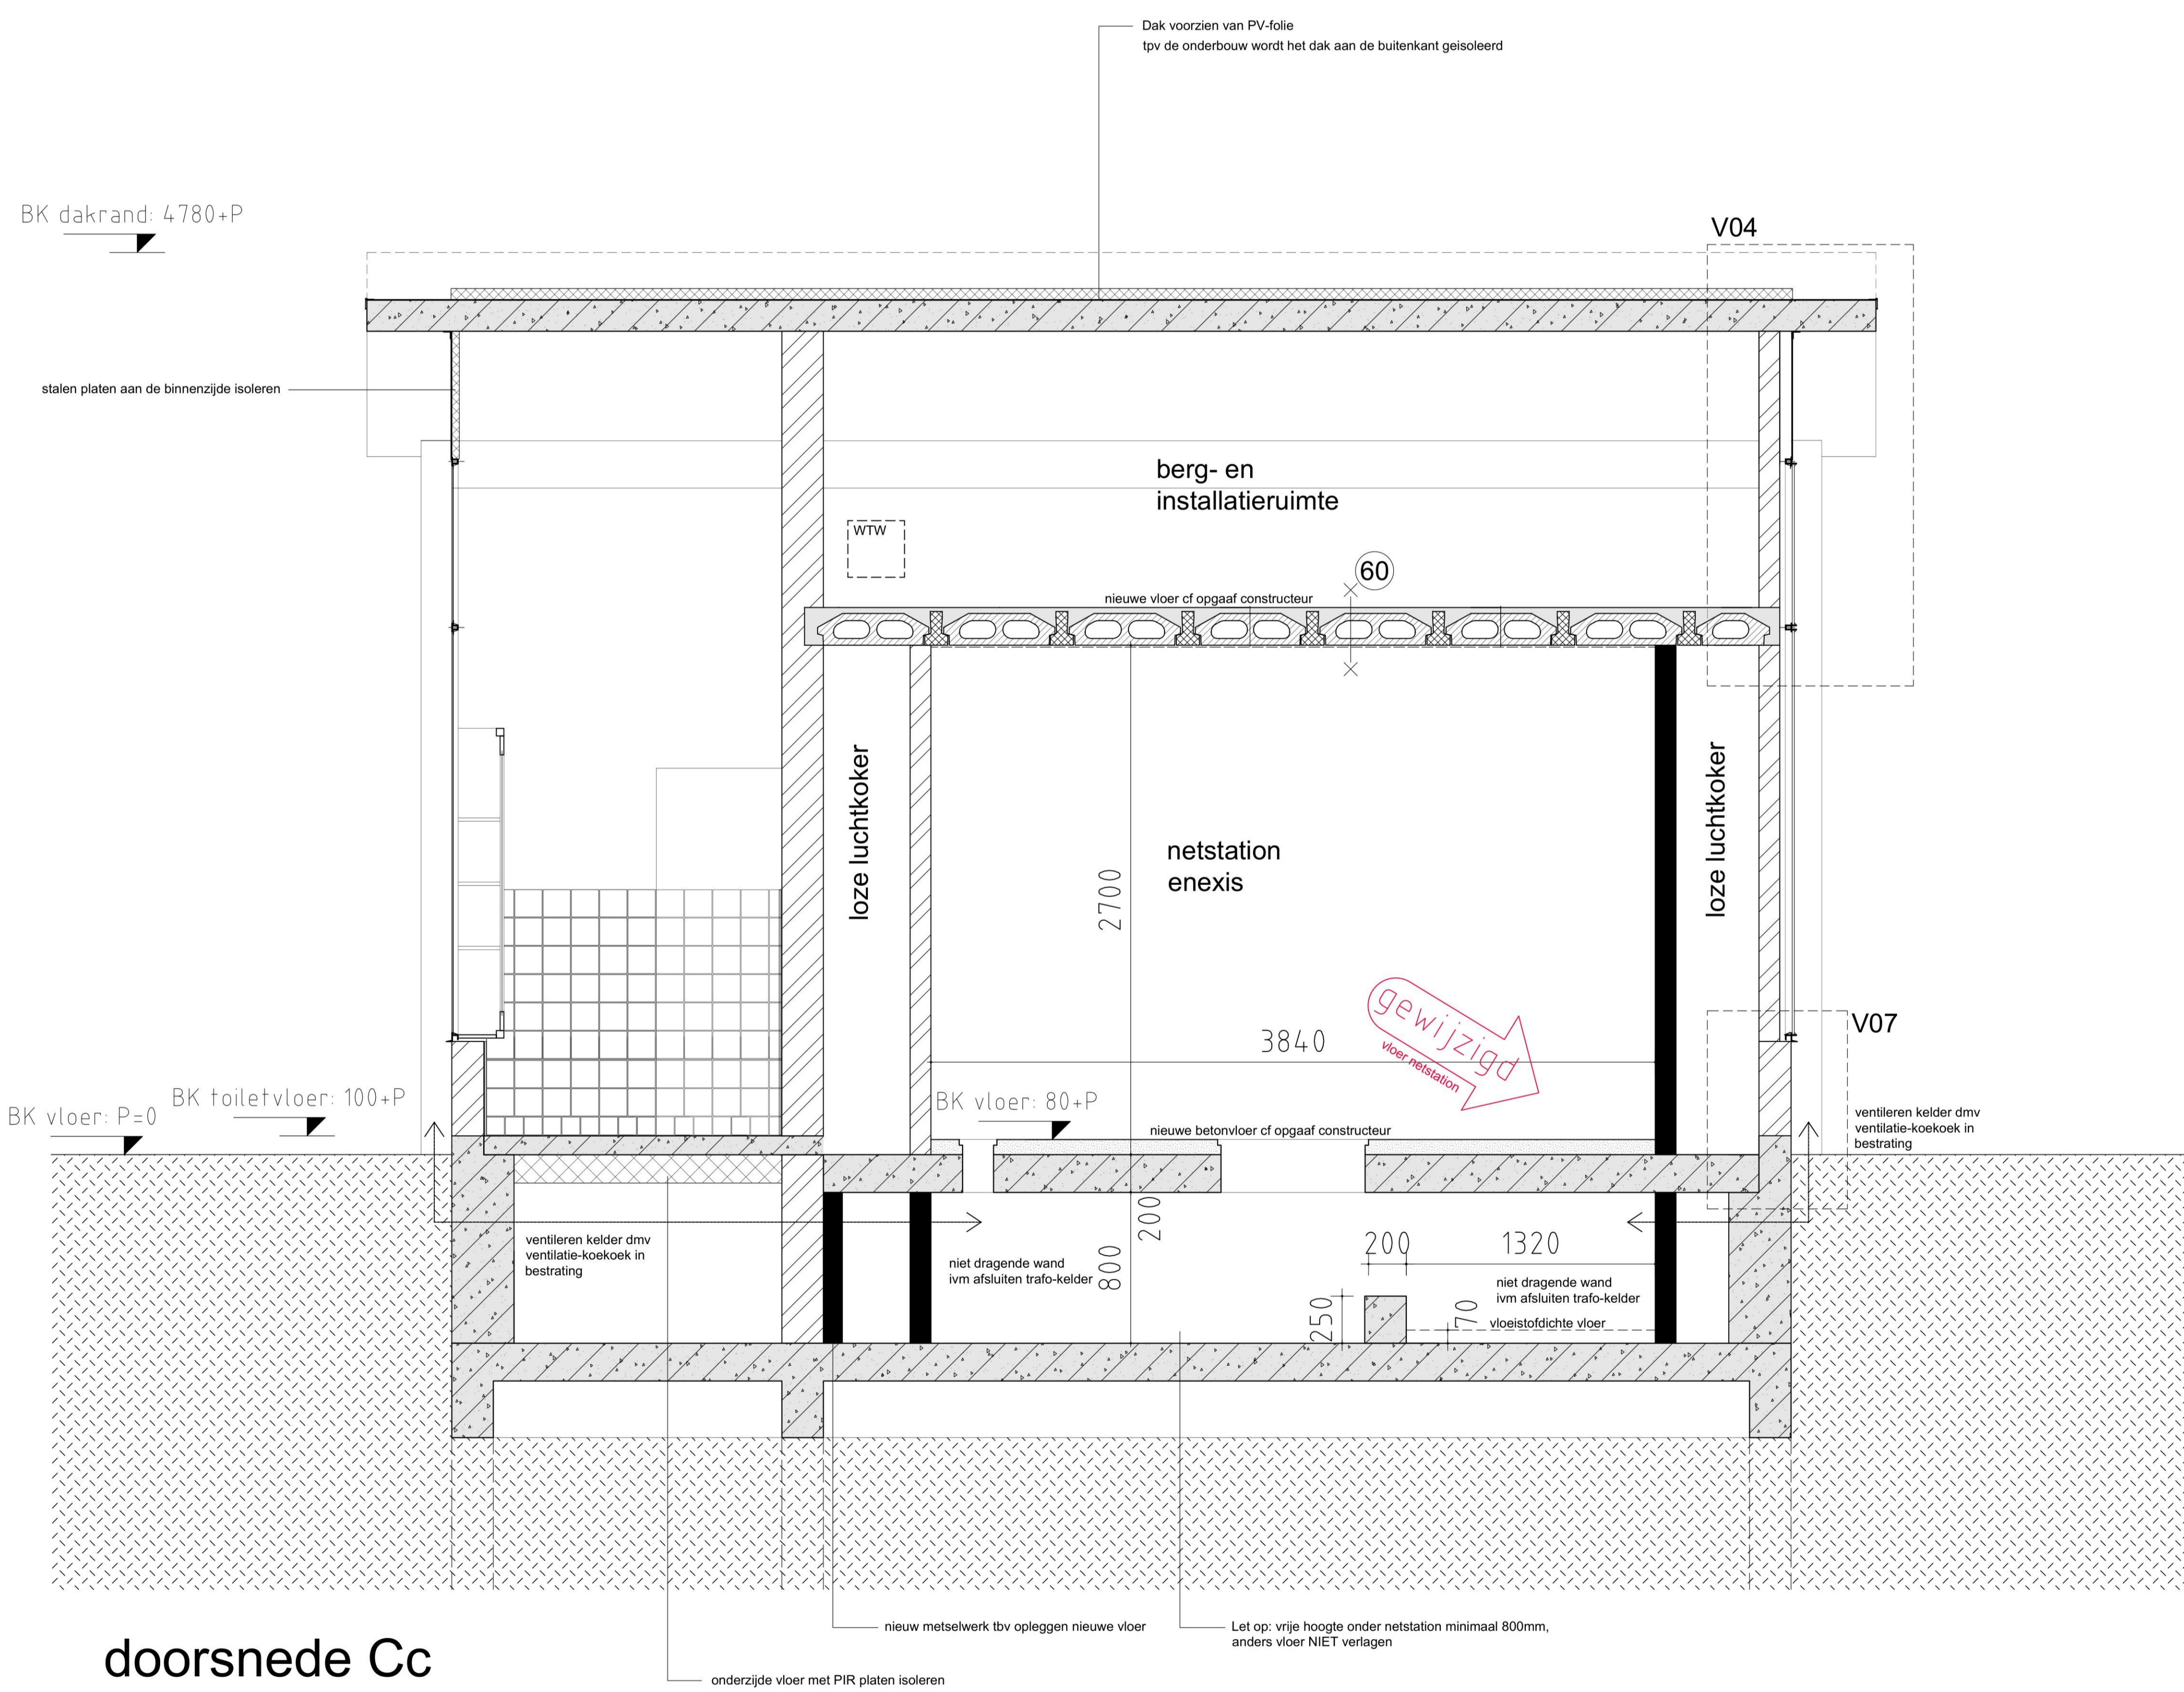 Dak voorzien van PV-folie
tpv de onderbouw wordt het dak aan de buitenkant geisoleerd
BK dakrand: 4780+P
V04
stalen platen aan de binnenzijde isoleren
berg- en
installatieruimte
WTW
60
nieuwe vloer cf opgaaf constructeur
loze luchtkoker
loze luchtkoker
netstation
enexis
2700
gewijzigd
vloer netstation
3840
V07
BK toiletvloer: 100+P
BK vloer: P=0
BK vloer: 80+P
nieuwe betonvloer cf opgaaf constructeur
ventileren kelder dmv
ventilatie-koekoek in
bestrating
200
800
ventileren kelder dmv
ventilatie-koekoek in
bestrating
niet dragende wand
ivm afsluiten trafo-kelder
200
1320
niet dragende wand
ivm afsluiten trafo-kelder
250
70
vloeistofdichte vloer
nieuw metselwerk tbv opleggen nieuwe vloer
Let op: vrije hoogte onder netstation minimaal 800mm,
anders vloer NIET verlagen
doorsnede Cc
onderzijde vloer met PIR platen isoleren